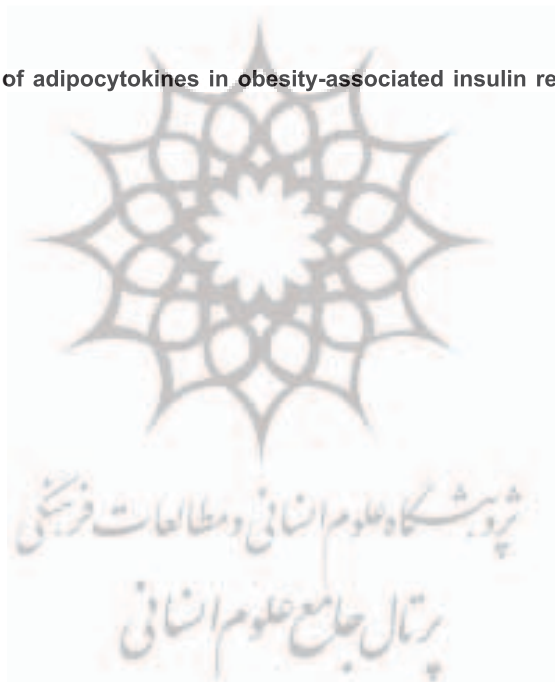 of adipocytokines in obesity-associated insulin re
پژوهشگاه علوم انسانی و مطالعات فرهنگی
پرتال جامع علوم انسانی